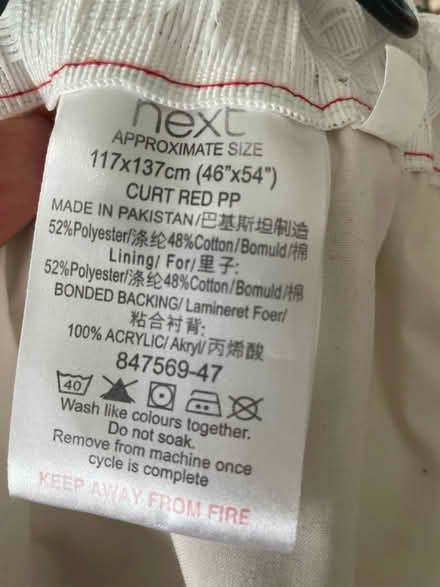 next
APPROXIMATE SIZE
117x137cm (46"x54")
CURT RED PP
MADE IN PAKISTAN/巴基斯坦制造
52%Polyester/涤纶48%Cotton/Bomuld/棉
Lining/ For/里子:
52%Polyester/涤纶48%Cotton/Bomuld/棉
BONDED BACKING/ Lamineret Foer/
粘合衬背:
100% ACRYLIC/ Akryl/丙烯酸
847569-47
40
Wash like colours together.
Do not soak.
Remove from machine once
cycle is complete
KEEP AWAY FROM FIRE